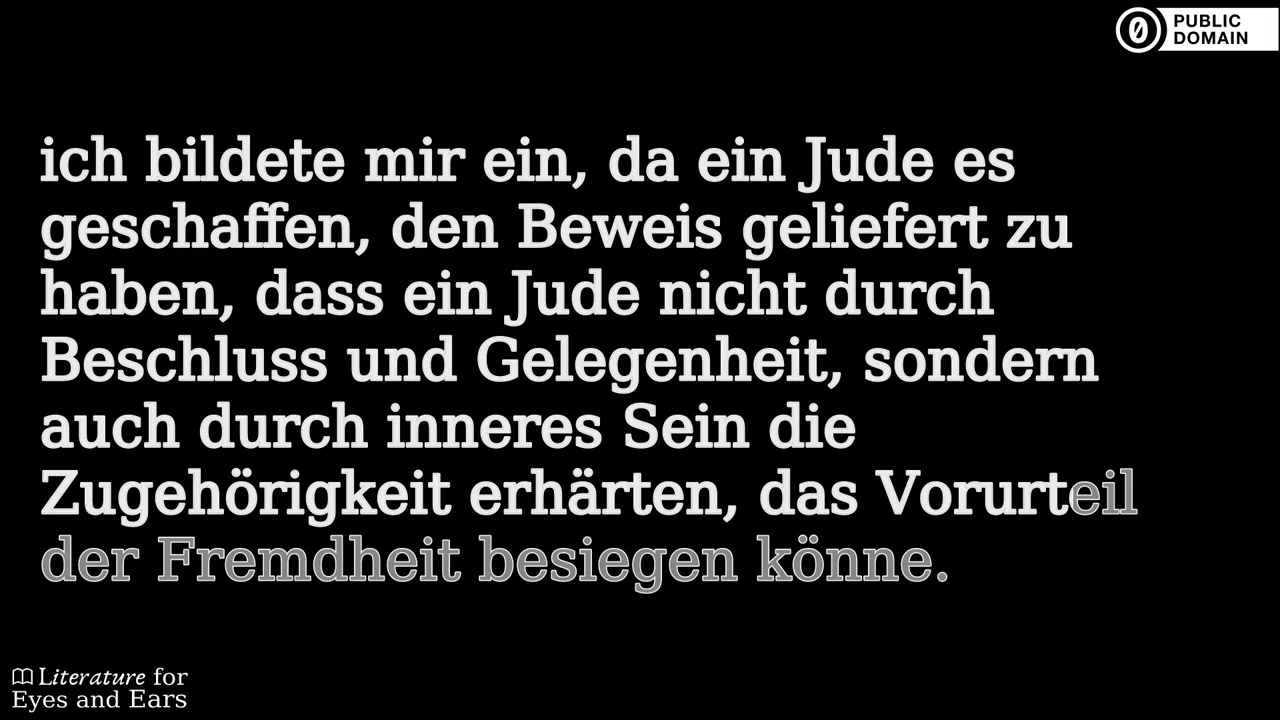 PUBLIC
DOMAIN
ich bildete mir ein, da ein Jude es
geschaffen, den Beweis geliefert zu
haben, dass ein Jude nicht durch
Beschluss und Gelegenheit, sondern
auch durch inneres Sein die
Zugehörigkeit erhärten, das Vorurteil
der Fremdheit besiegen könne.
Literature for
Eyes and Ears